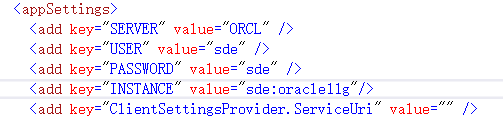 <appSettings>
<add key="SERVER" value="ORCL" />
<add key="USER" value="sde" />
<add key="PASSWORD" value="sde" />
<add key="INSTANCE" value="sde:oracle11g"/>
<add key="ClientSettingsProvider.ServiceUri" value="" />